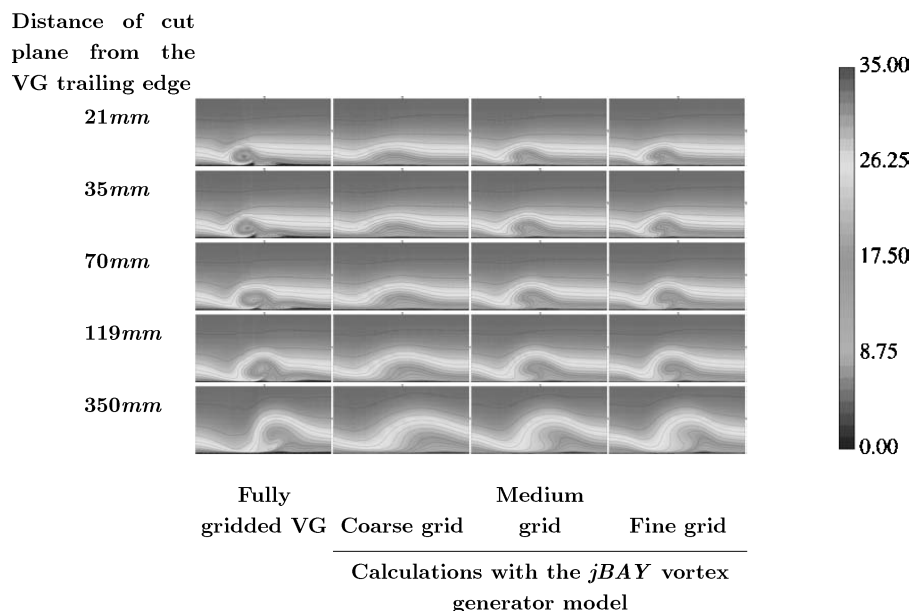 Distance of cut
plane from the
VG trailing edge
21mm
35mm
70mm
119mm
350mm
35.00
26.25
17.50
8.75
0.00
Fully
gridded VG
Coarse grid
Medium
grid
Fine grid
Calculations with the jBAY vortex
generator model